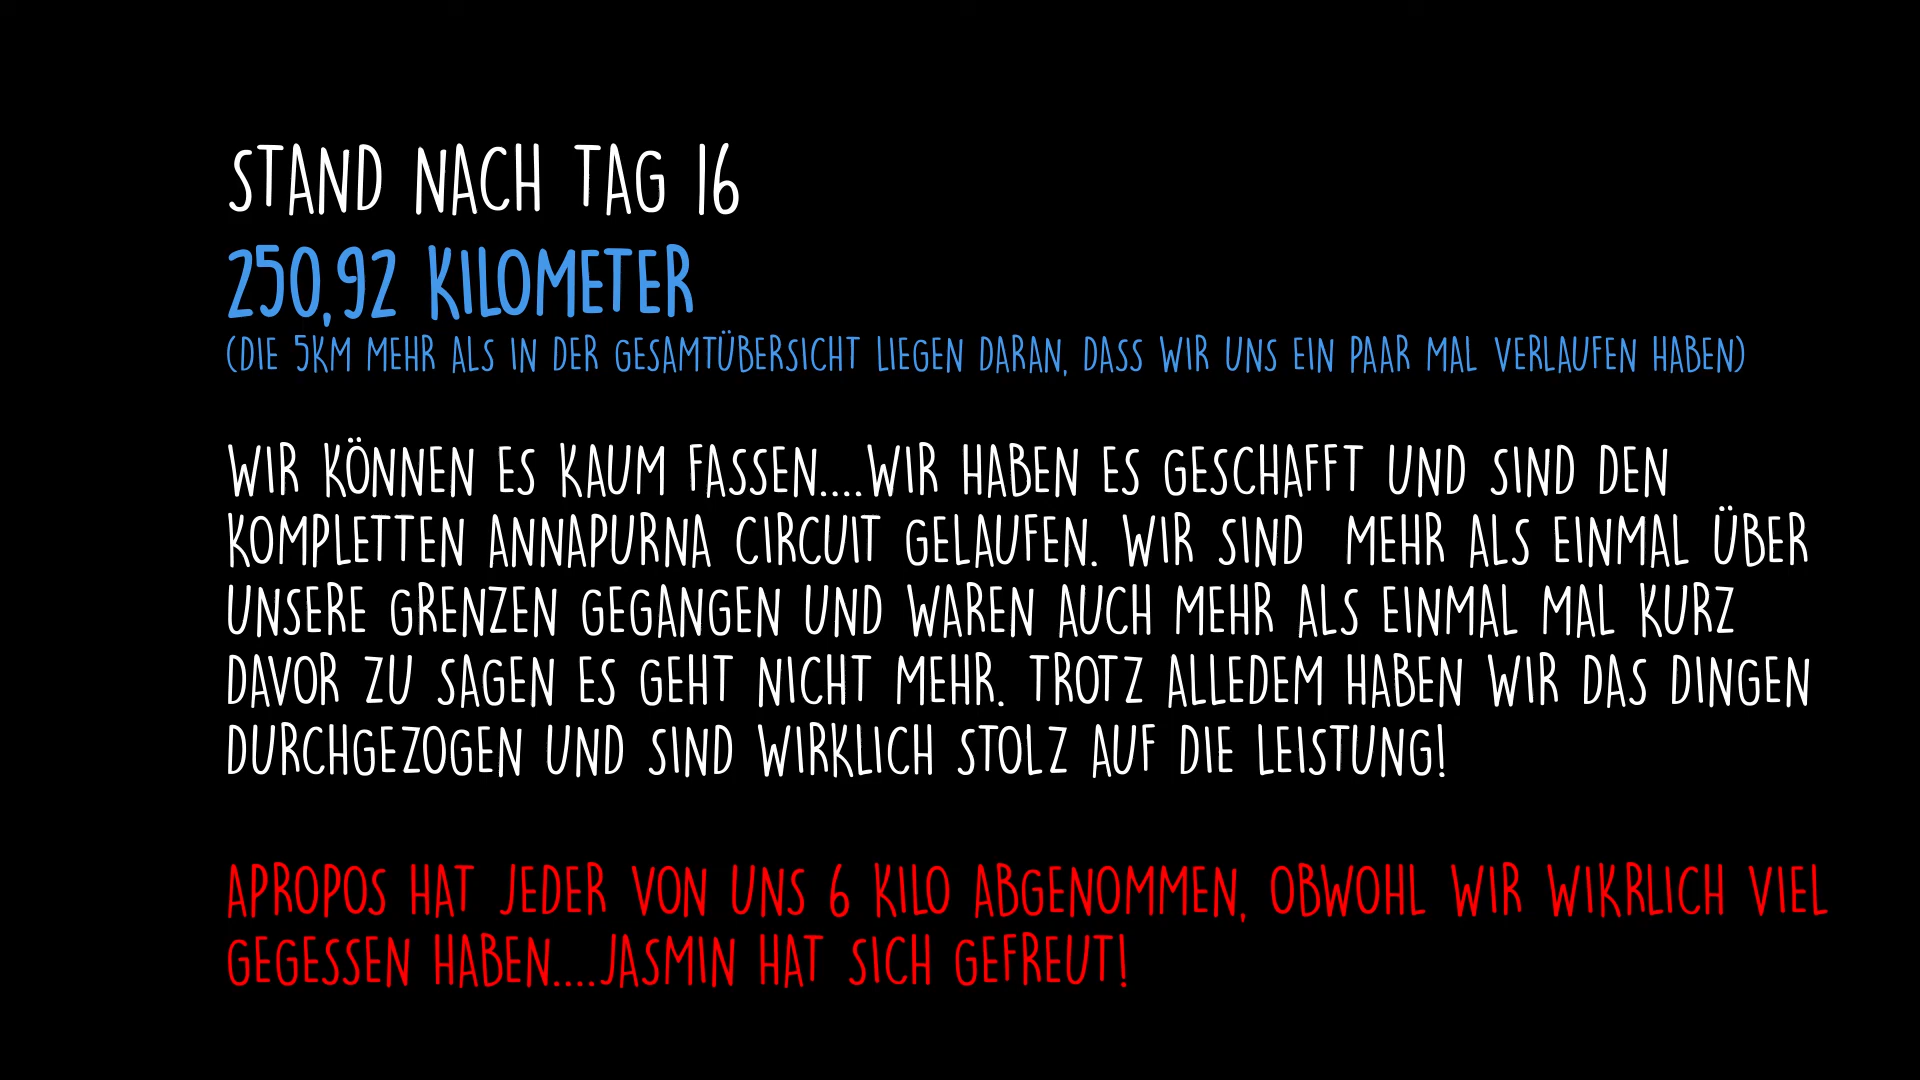 STAND NACH TAG 16
250,92 KILOMETER
(DIE 5KM MEHR ALS IN DER GESAMTÜBERSICHT LIEGEN DARAN, DASS WIR UNS EIN PAAR MAL VERLAUFEN HABEN)
WIR KÖNNEN ES KAUM FASSEN....WIR HABEN ES GESCHAFFT UND SIND DEN
KOMPLETTEN ANNAPURNA CIRCUIT GELAUFEN. WIR SIND  MEHR ALS EINMAL ÜBER
UNSERE GRENZEN GEGANGEN UND WAREN AUCH MEHR ALS EINMAL MAL KURZ
DAVOR ZU SAGEN ES GEHT NICHT MEHR. TROTZ ALLEDEM HABEN WIR DAS DINGEN
DURCHGEZOGEN UND SIND WIRKLICH STOLZ AUF DIE LEISTUNG!
APROPOS HAT JEDER VON UNS 6 KILO ABGENOMMEN, OBWOHL WIR WIKRLICH VIEL
GEGESSEN HABEN....JASMIN HAT SICH GEFREUT!